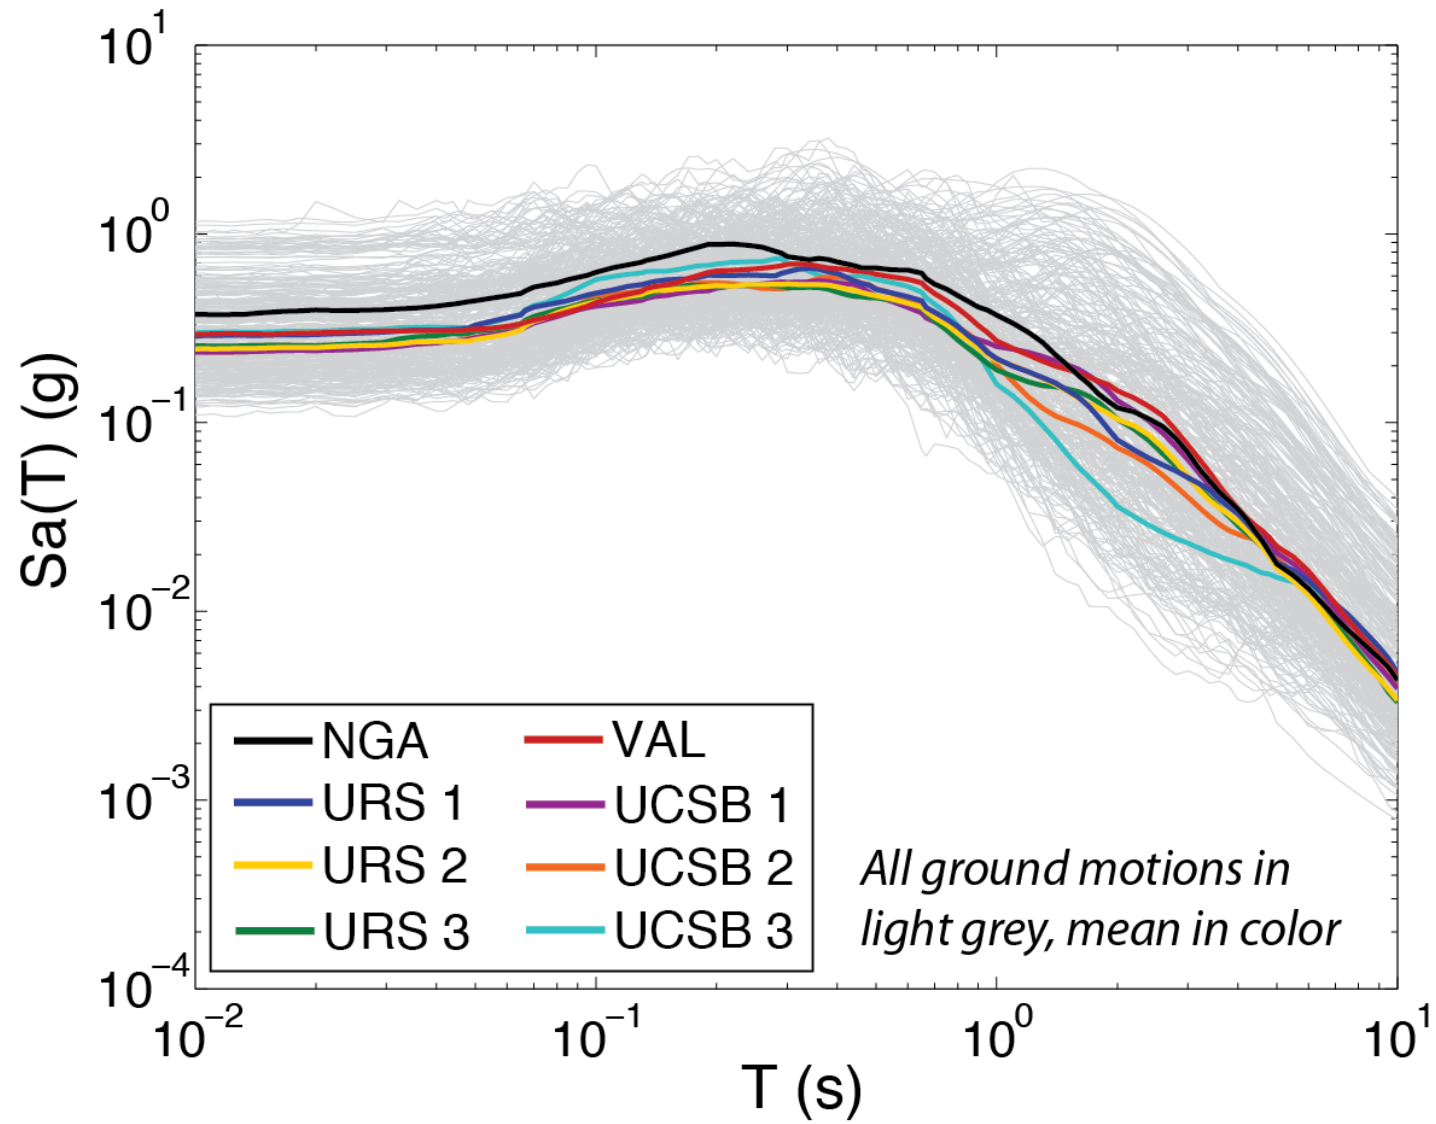 10^1
10^0
10^−1
10^−2
10^−3
10^−4
Sa(T) (g)
NGA
VAL
URS 1
UCSB 1
URS 2
UCSB 2
URS 3
UCSB 3
All ground motions in
light grey, mean in color
10^−2 10^−1 10^0 10^1
T (s)